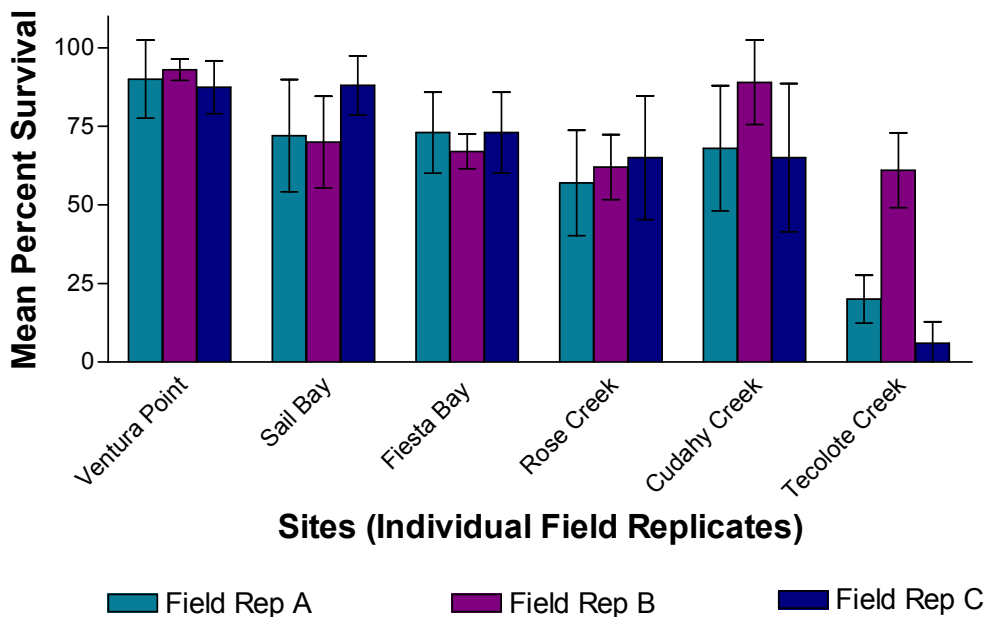 Mean Percent Survival
100
75
50
25
0
Ventura Point
Sail Bay
Fiesta Bay
Rose Creek
Cudahy Creek
Tecolote Creek
Sites (Individual Field Replicates)
Field Rep A
Field Rep B
Field Rep C